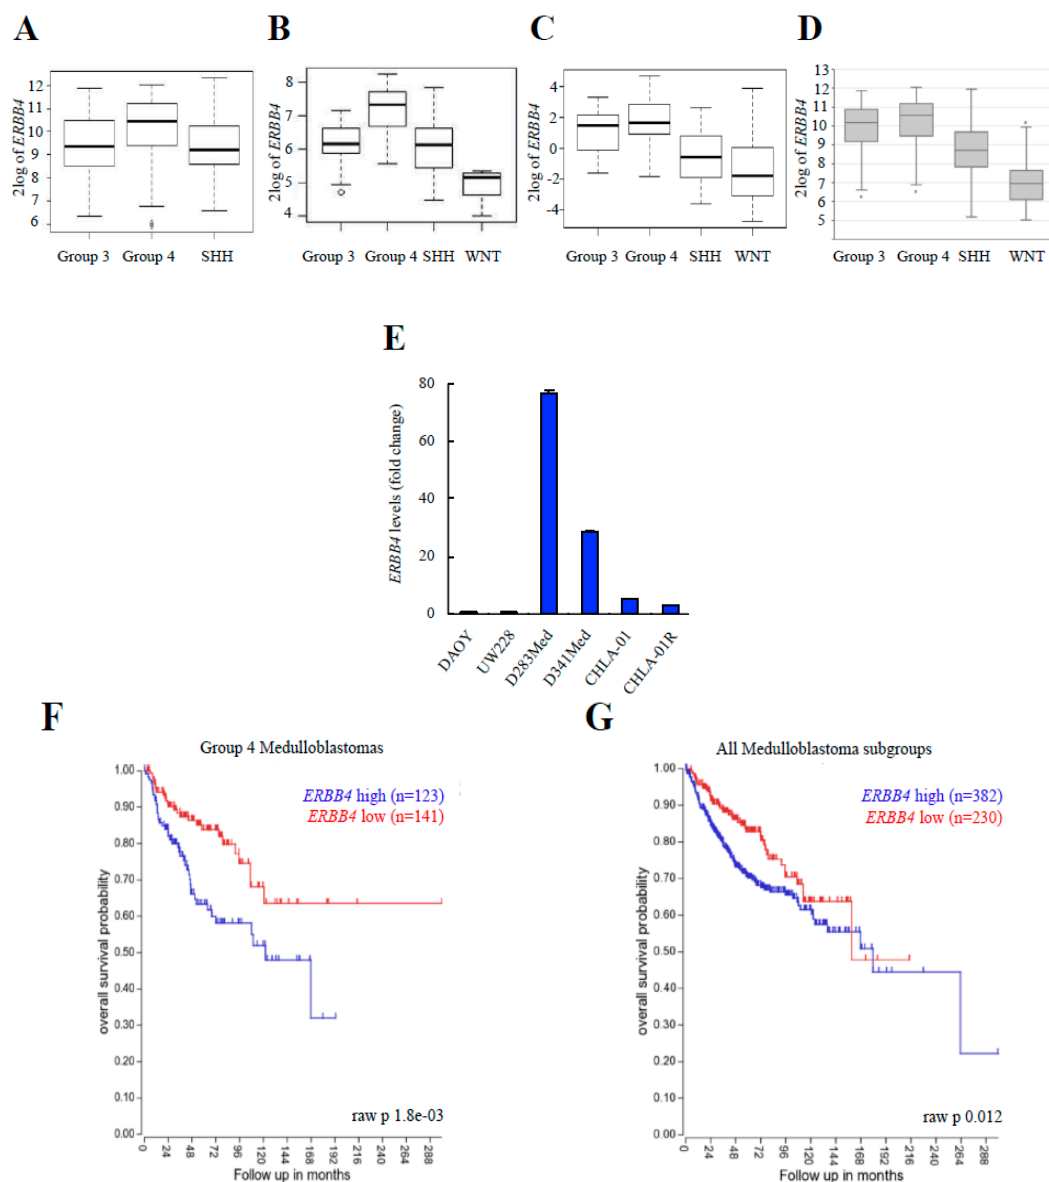 A
2log of ERBB4
12
11
10
9
8
7
6
Group 3 Group 4 SHH
B
2log of ERBB4
8
7
6
5
4
Group 3 Group 4 SHH WNT
C
2log of ERBB4
4
2
0
-2
-4
Group 3 Group 4 SHH WNT
D
2log of ERBB4
13
12
11
10
9
8
7
6
5
Group 3 Group 4 SHH WNT
E
ERBB4 levels (fold change)
80
60
40
20
0
DAOY
UW228
D283Med
D341Med
CHLA-01
CHLA-01R
F
Group 4 Medulloblastomas
ERBB4 high (n=123)
ERBB4 low (n=141)
overall survival probability
1.00
0.90
0.80
0.70
0.60
0.50
0.40
0.30
0.20
0.10
0.00
raw p 1.8e-03
0 24 48 72 96 120 144 168 192 216 240 264 288
Follow up in months
G
All Medulloblastoma subgroups
ERBB4 high (n=382)
ERBB4 low (n=230)
overall survival probability
1.00
0.90
0.80
0.70
0.60
0.50
0.40
0.30
0.20
0.10
0.00
raw p 0.012
0 24 48 72 96 120 144 168 192 216 240 264 288
Follow up in months